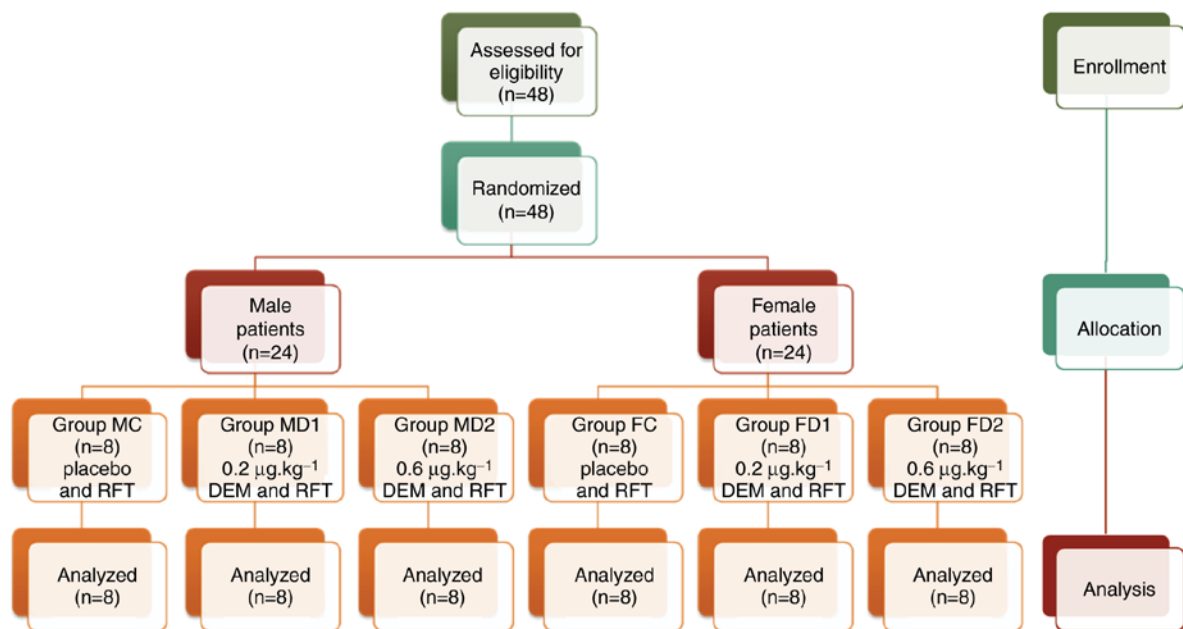 Assessed for
eligibility
(n=48)
Enrollment
Randomized
(n=48)
Male
patients
(n=24)
Female
patients
(n=24)
Allocation
Group MC
(n=8)
placebo
and RFT
Group MD1
(n=8)
0.2 µg.kg⁻¹
DEM and RFT
Group MD2
(n=8)
0.6 µg.kg⁻¹
DEM and RFT
Group FC
(n=8)
placebo
and RFT
Group FD1
(n=8)
0.2 µg.kg⁻¹
DEM and RFT
Group FD2
(n=8)
0.6 µg.kg⁻¹
DEM and RFT
Analyzed
(n=8)
Analyzed
(n=8)
Analyzed
(n=8)
Analyzed
(n=8)
Analyzed
(n=8)
Analyzed
(n=8)
Analysis